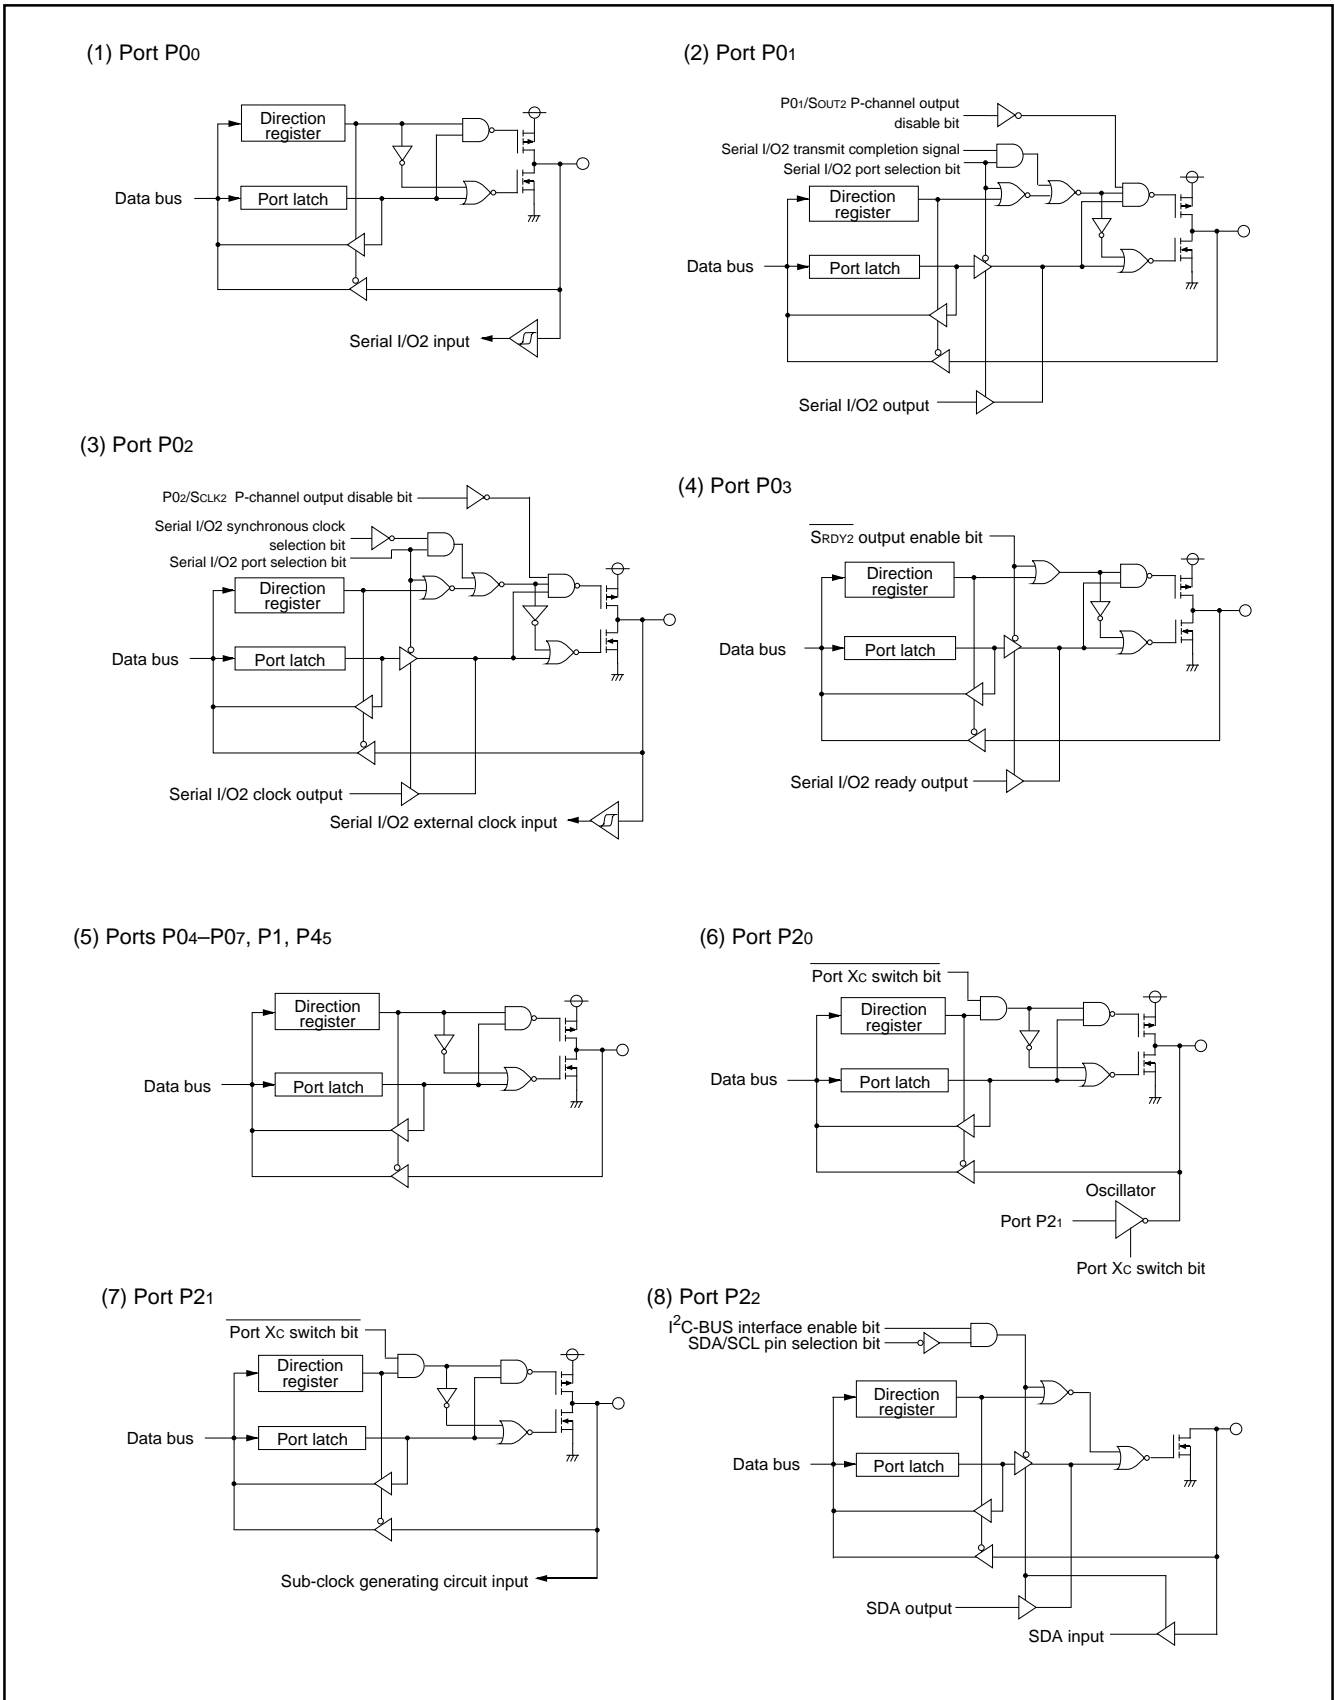 (1) Port P00
Direction
register
Data bus
Port latch
Serial I/O2 input
(2) Port P01
P01/SOUT2 P-channel output
disable bit
Serial I/O2 transmit completion signal
Serial I/O2 port selection bit
Direction
register
Data bus
Port latch
Serial I/O2 output
(3) Port P02
P02/SCLK2 P-channel output disable bit
Serial I/O2 synchronous clock
selection bit
Serial I/O2 port selection bit
Direction
register
Data bus
Port latch
Serial I/O2 clock output
Serial I/O2 external clock input
(4) Port P03
SRDY2 output enable bit
Direction
register
Data bus
Port latch
Serial I/O2 ready output
(5) Ports P04–P07, P1, P45
Direction
register
Data bus
Port latch
(6) Port P20
Port XC switch bit
Direction
register
Data bus
Port latch
Oscillator
Port P21
Port XC switch bit
(7) Port P21
Port XC switch bit
Direction
register
Data bus
Port latch
Sub-clock generating circuit input
(8) Port P22
I2C-BUS interface enable bit
SDA/SCL pin selection bit
Direction
register
Data bus
Port latch
SDA output
SDA input